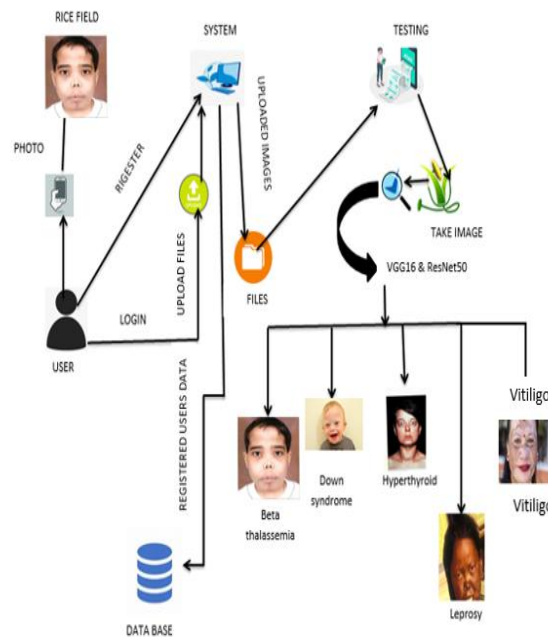 RICE FIELD
SYSTEM
TESTING
PHOTO
RIGESTER
UPLOADED IMAGES
UPLOAD FILES
TAKE IMAGE
VGG16 & ResNet50
FILES
LOGIN
USER
REGISTERED USERS DATA
Vitiligo
Beta
thalassemia
Down
syndrome
Hyperthyroid
Vitiligo
Leprosy
DATA BASE